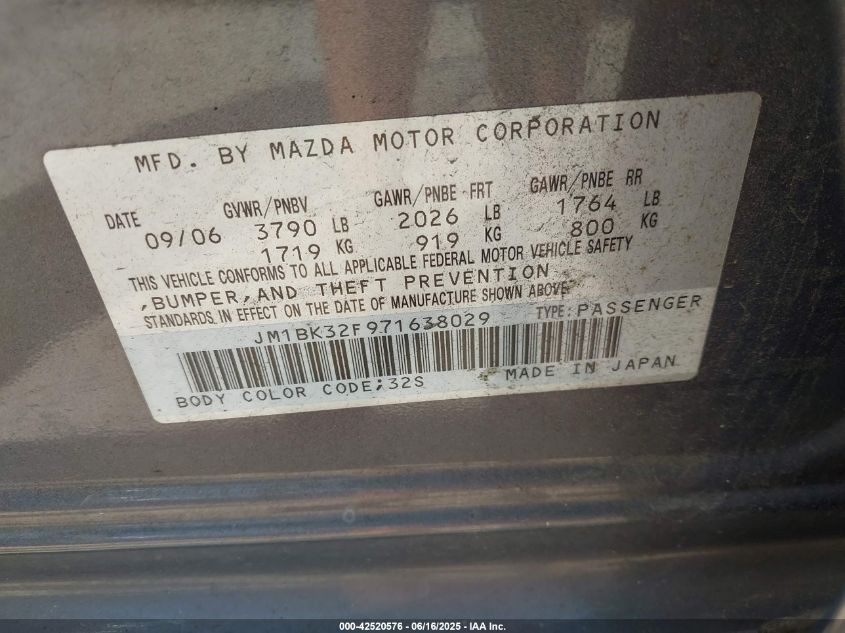 MFD. BY MAZDA MOTOR CORPORATION
DATE GVWR/PNBV GAWR/PNBE FRT GAWR/PNBE RR
09/06 3790 LB 2026 LB 1764 LB
1719 KG 919 KG 800 KG
THIS VEHICLE CONFORMS TO ALL APPLICABLE FEDERAL MOTOR VEHICLE SAFETY
,BUMPER,AND THEFT PREVENTION
STANDARDS IN EFFECT ON THE DATE OF MANUFACTURE SHOWN ABOVE
JM1BK32F971638029 TYPE:PASSENGER
BODY COLOR CODE;32S MADE IN JAPAN
000-42520576 - 06/16/2025 - IAA Inc.